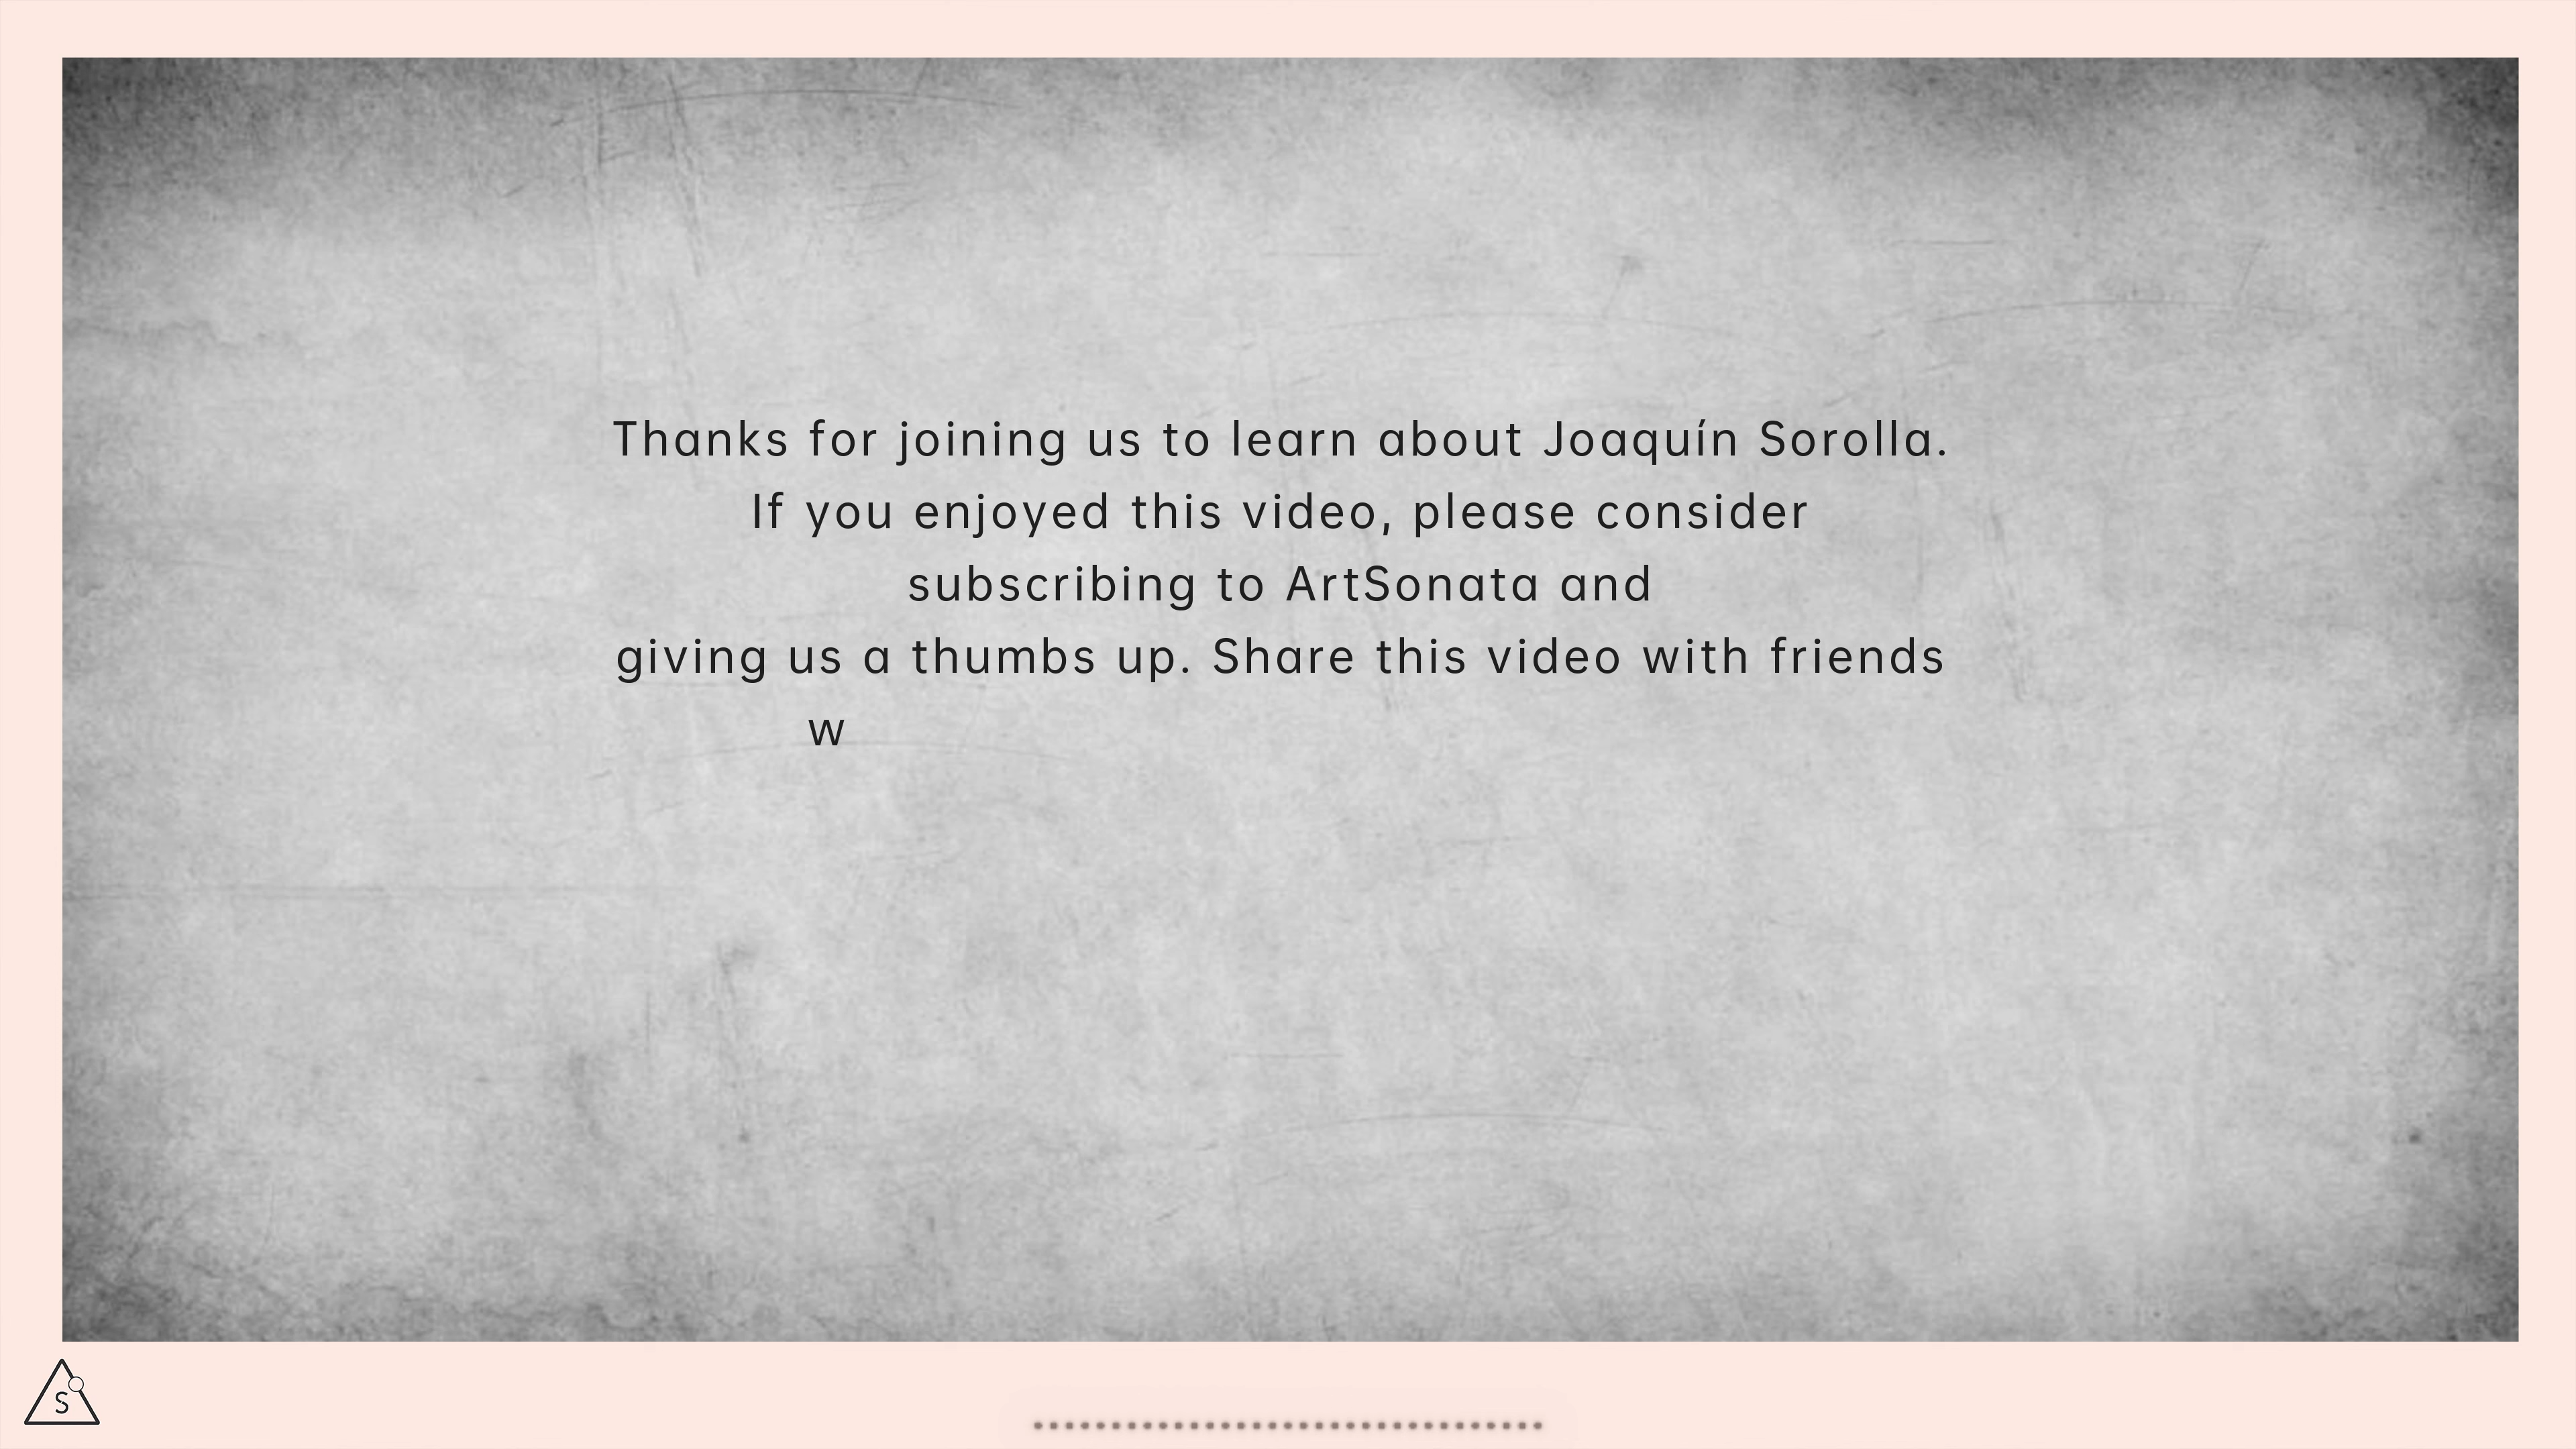 Thanks for joining us to learn about Joaquín Sorolla.
If you enjoyed this video, please consider
subscribing to ArtSonata and
giving us a thumbs up. Share this video with friends
w
S